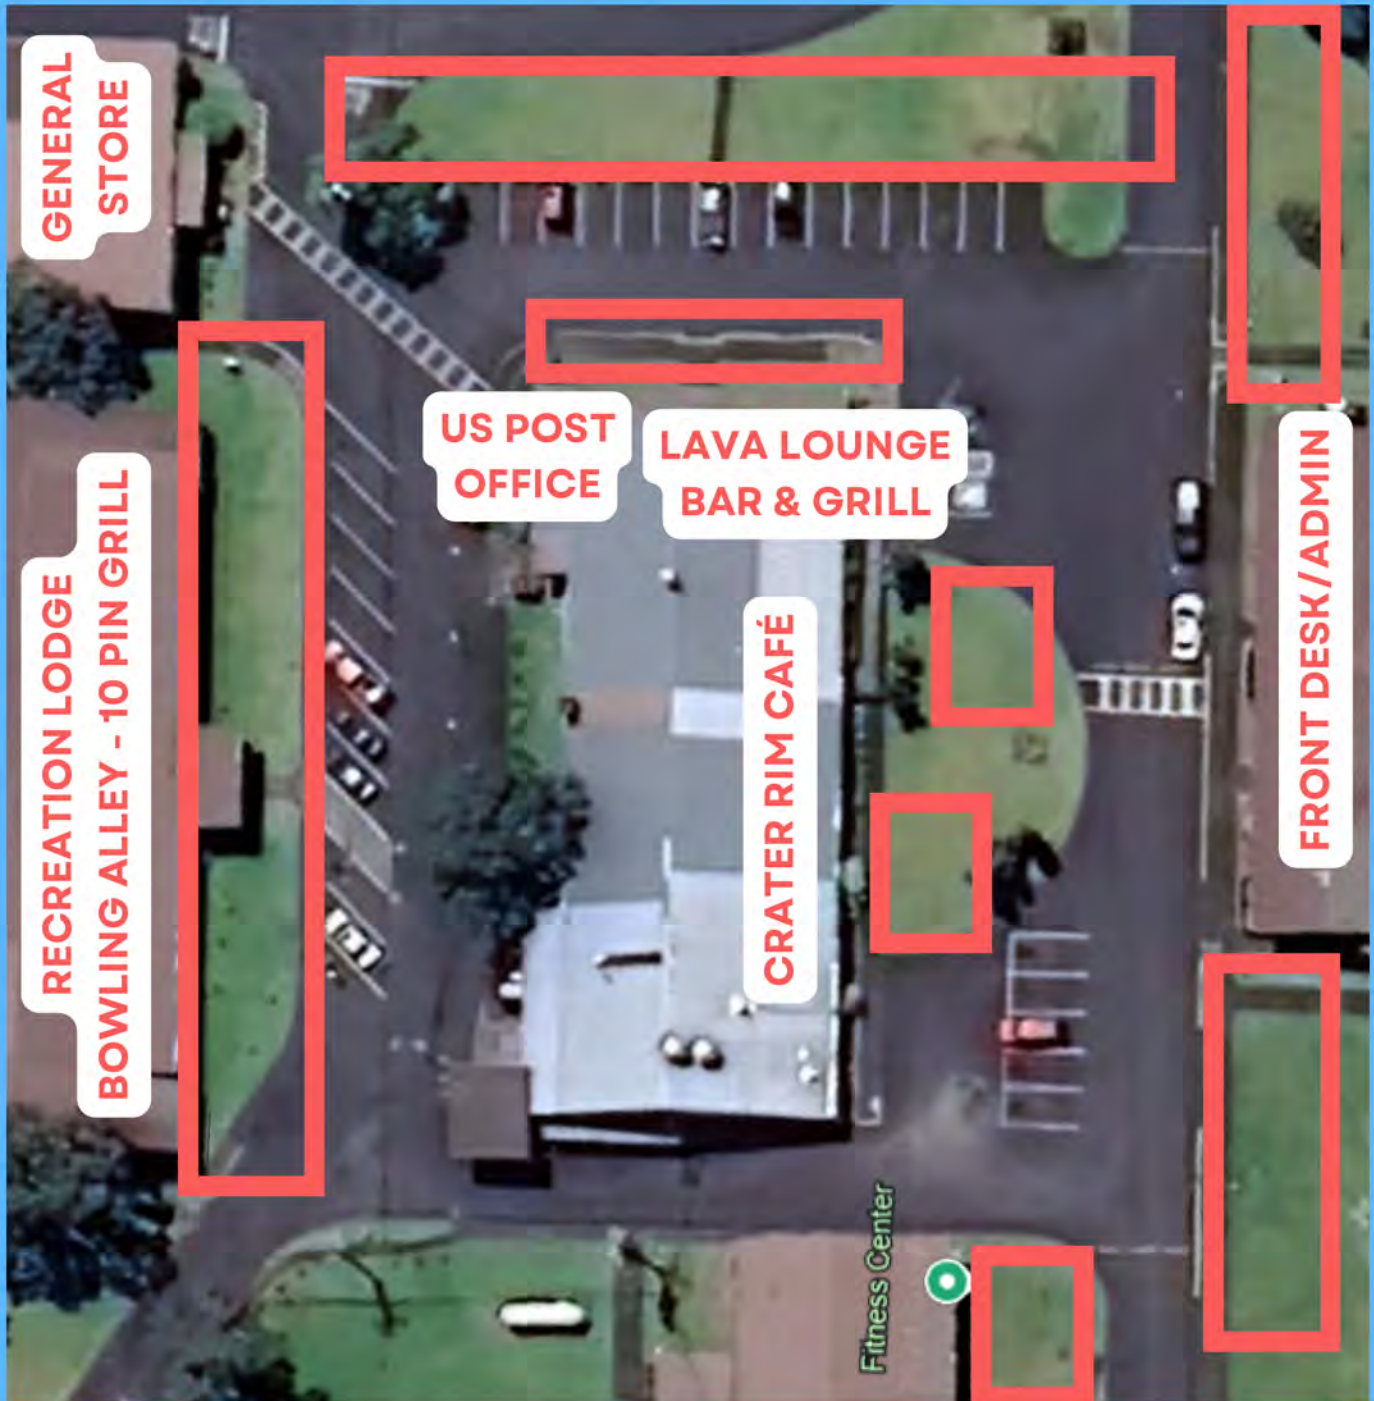 GENERAL
STORE
US POST
OFFICE
LAVA LOUNGE
BAR & GRILL
RECREATION LODGE
BOWLING ALLEY - 10 PIN GRILL
CRATER RIM CAFÉ
FRONT DESK/ADMIN
Fitness Center